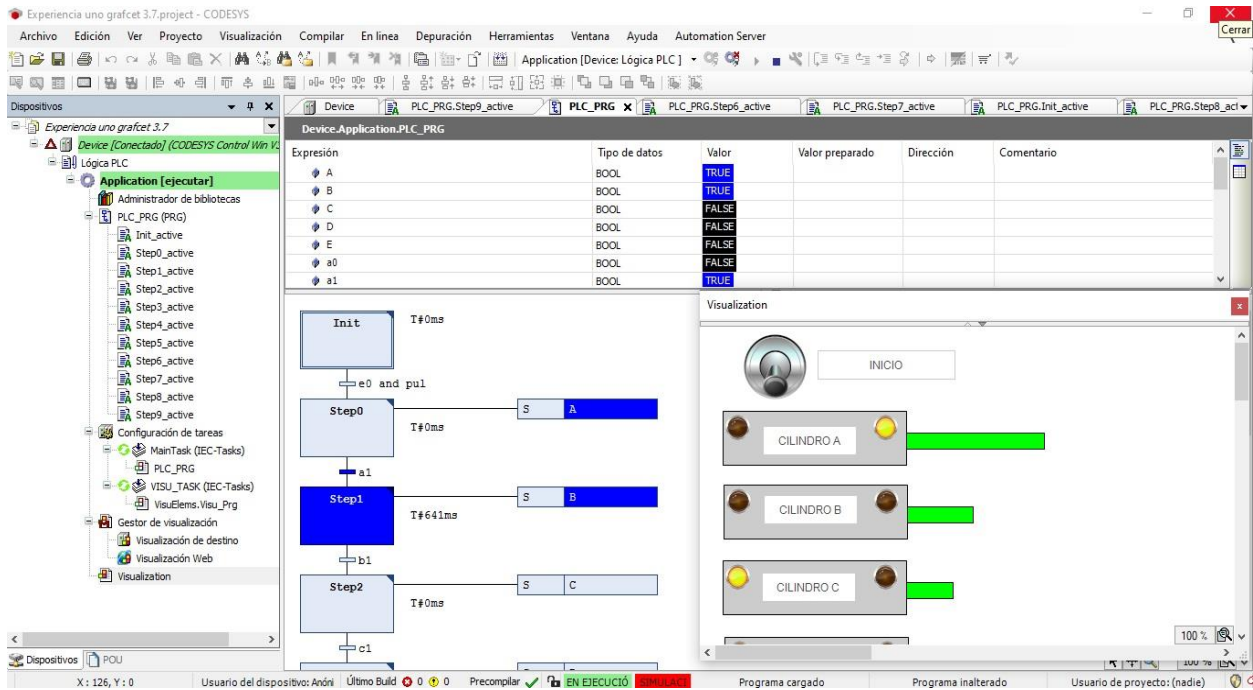 Experiencia uno grafcet 3.7.project - CODESYS
Cerrar
Archivo Edición Ver Proyecto Visualización Compilar En línea Depuración Herramientas Ventana Ayuda Automation Server
Application [Device: Lógica PLC]
Dispositivos
Experiencia uno grafcet 3.7
Device [Conectado] (CODESYS Control Win V3
Lógica PLC
Application [ejecutar]
Administrador de bibliotecas
PLC_PRG (PRG)
Init_active
Step0_active
Step1_active
Step2_active
Step3_active
Step4_active
Step5_active
Step6_active
Step7_active
Step8_active
Step9_active
Configuración de tareas
MainTask (IEC-Tasks)
PLC_PRG
VISU_TASK (IEC-Tasks)
VisuElems.Visu_Prg
Gestor de visualización
Visualización de destino
Visualización Web
Visualization
Dispositivos POU
Device PLC_PRG.Step9_active PLC_PRG PLC_PRG.Step6_active PLC_PRG.Step7_active PLC_PRG.Init_active PLC_PRG.Step8_act
Device.Application.PLC_PRG
Expresión Tipo de datos Valor Valor preparado Dirección Comentario
A BOOL TRUE
B BOOL TRUE
C BOOL FALSE
D BOOL FALSE
E BOOL FALSE
a0 BOOL FALSE
a1 BOOL TRUE
Init T#0ms
e0 and pul
Step0 S A
T#0ms
a1
Step1 S B
T#641ms
b1
Step2 S C
T#0ms
c1
Visualization
INICIO
CILINDRO A
CILINDRO B
CILINDRO C
100 %
100 %
X: 126, Y: 0 Usuario del dispositivo: Anóni Último Build 0 0 Precompilar EN EJECUCIÓ SIMULACI Programa cargado Programa inalterado Usuario de proyecto: (nadie)